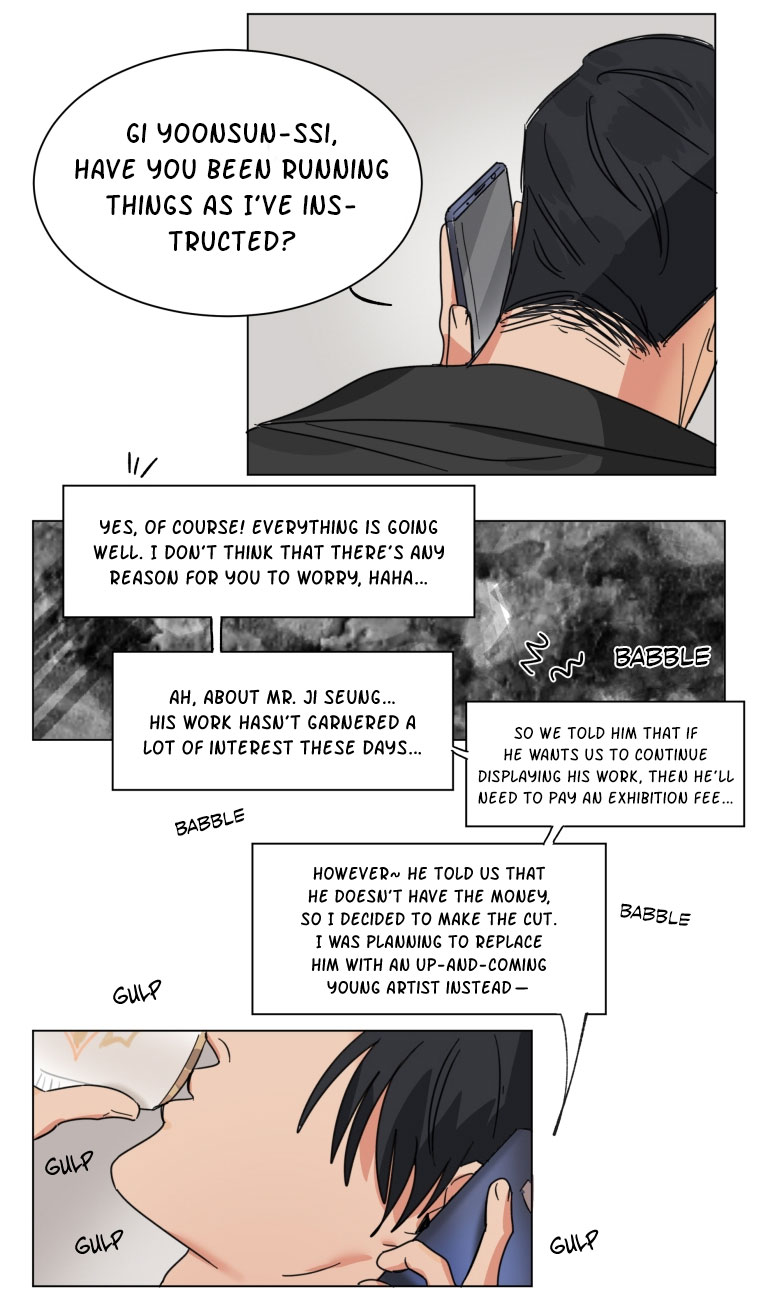 GI YOONSUN-SSI,
HAVE YOU BEEN RUNNING
THINGS AS I'VE INS-
TRUCTED?
YES, OF COURSE! EVERYTHING IS GOING
WELL. I DON'T THINK THAT THERE'S ANY
REASON FOR YOU TO WORRY, HAHA...
BABBLE
AH, ABOUT MR. JI SEUNG...
HIS WORK HASN'T GARNERED A
LOT OF INTEREST THESE DAYS...
SO WE TOLD HIM THAT IF
HE WANTS US TO CONTINUE
DISPLAYING HIS WORK, THEN HE'LL
NEED TO PAY AN EXHIBITION FEE...
BABBLE
HOWEVER~ HE TOLD US THAT
HE DOESN'T HAVE THE MONEY,
SO I DECIDED TO MAKE THE CUT.
I WAS PLANNING TO REPLACE
HIM WITH AN UP-AND-COMING
YOUNG ARTIST INSTEAD—
BABBLE
GULP
GULP
GULP
GULP